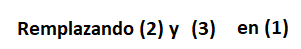 Remplazando (2) y (3) en (1)